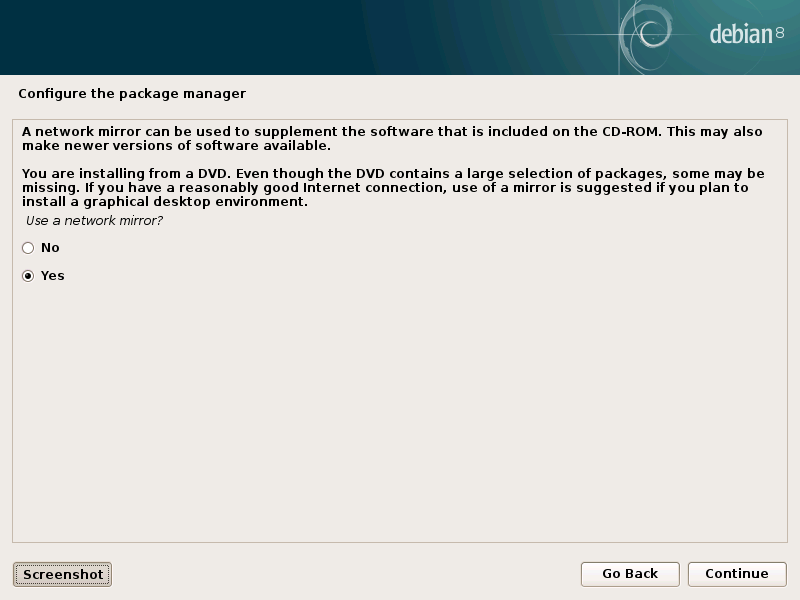 debian 8
Configure the package manager
A network mirror can be used to supplement the software that is included on the CD-ROM. This may also
make newer versions of software available.
You are installing from a DVD. Even though the DVD contains a large selection of packages, some may be
missing. If you have a reasonably good Internet connection, use of a mirror is suggested if you plan to
install a graphical desktop environment.
Use a network mirror?
No
Yes
Screenshot
Go Back
Continue